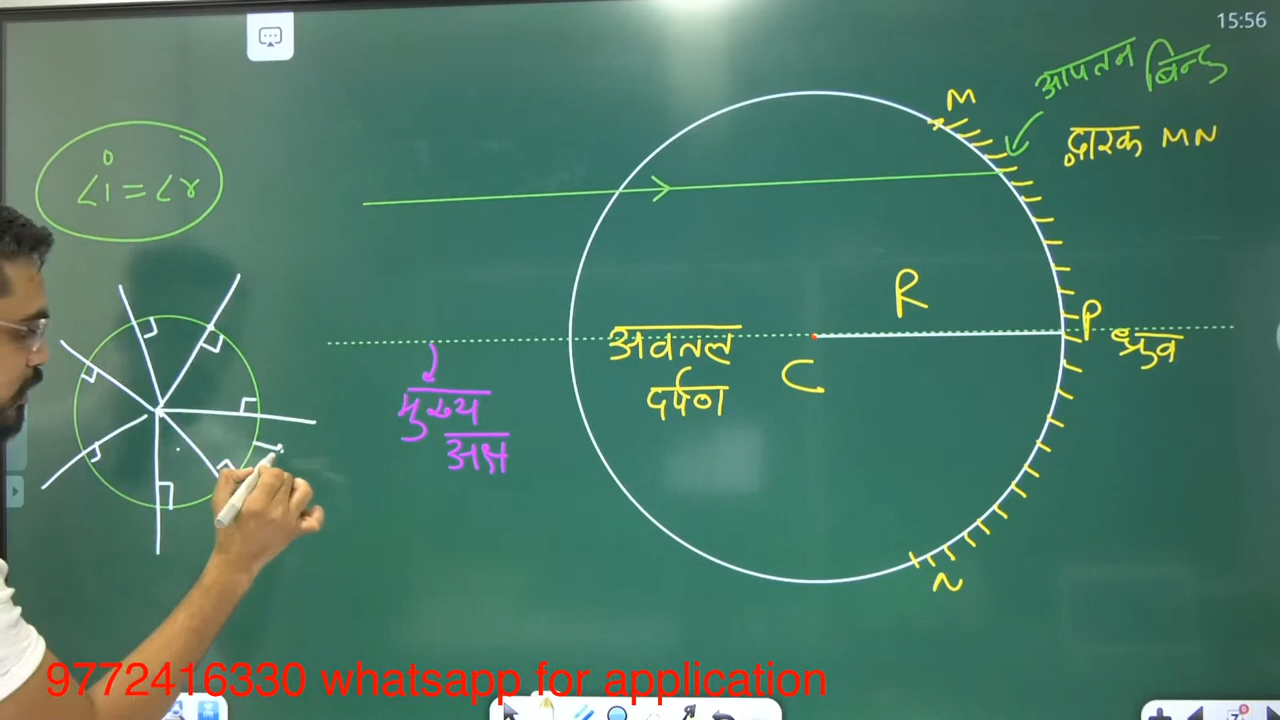 15:56
आपतन बिन्दु
M
द्वारक MN
∠i = ∠r
R
P
ध्रुव
अवतल
दर्पण
C
मुख्य
अक्ष
N
9772416330 whatsapp for application